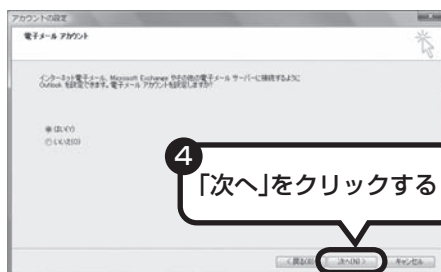 アカウントの設定
電子メール アカウント
インターネット電子メール、Microsoft Exchange やその他の電子メール サーバーに接続するように
Outlook を設定できます。電子メール アカウントを設定しますか?
はい(Y)
いいえ(O)
4
「次へ」をクリックする
< 戻る(B)
次へ(N) >
キャンセル